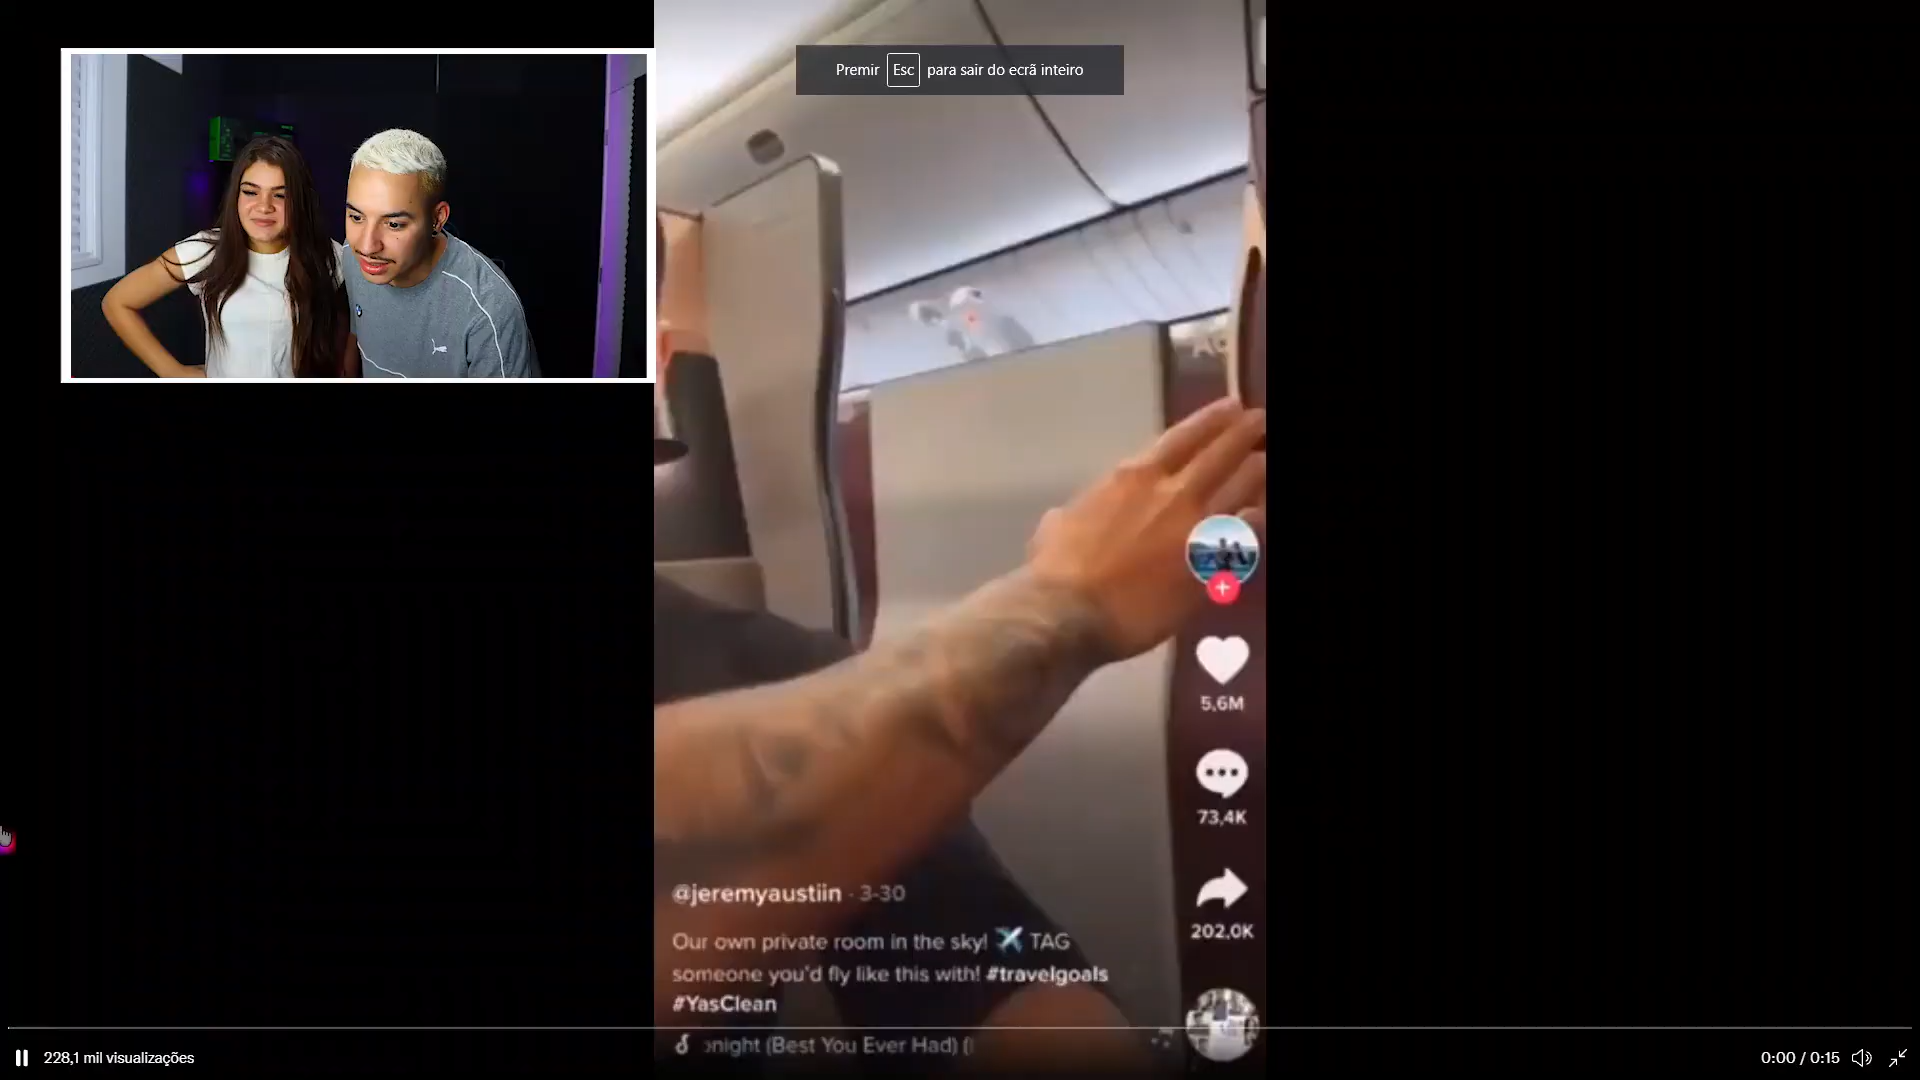 Premir Esc para sair do ecrã inteiro
5,6M
73,4K
202,0K
@jeremyaustiin · 3-30
Our own private room in the sky! ✈️ TAG
someone you'd fly like this with! #travelgoals
#YasClean
(Best You Ever Had) (
228,1 mil visualizações
0:00 / 0:15